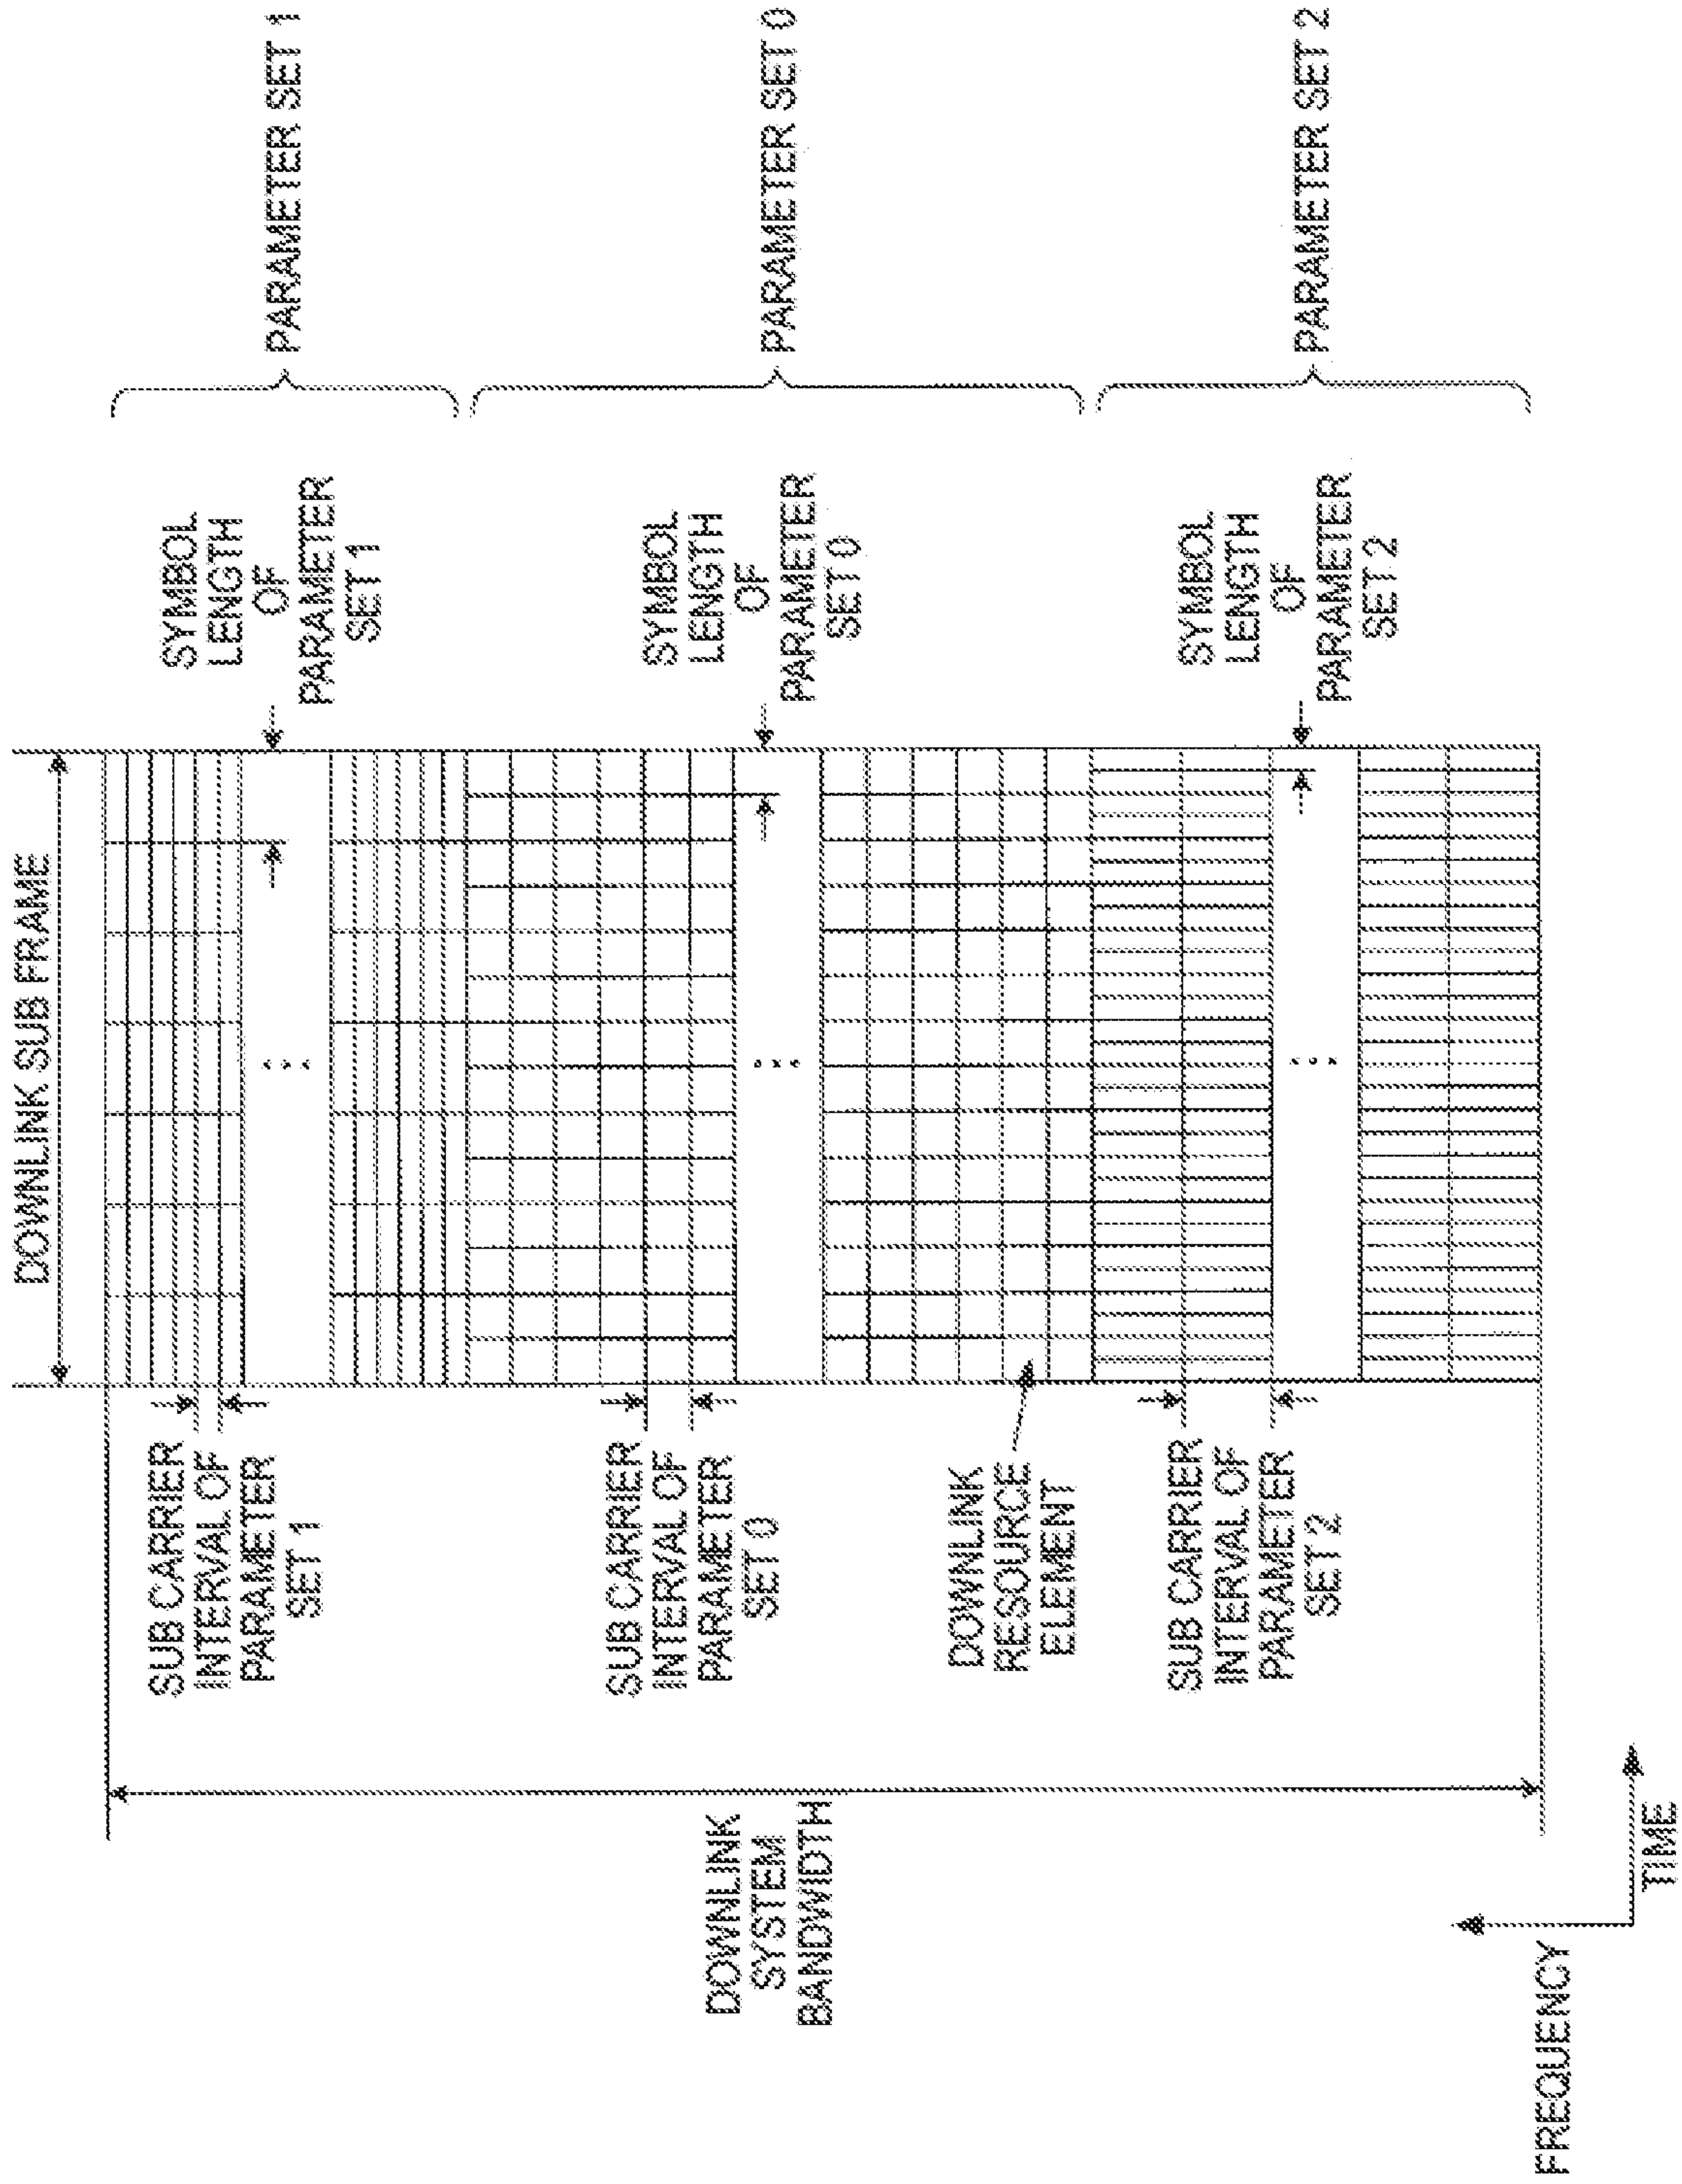 DOWNLINK SUB FRAME
SUB CARRIER
INTERVAL OF
PARAMETER
SET 1
SYMBOL
LENGTH
OF
PARAMETER
SET 1
PARAMETER SET 1
DOWNLINK
SYSTEM
BANDWIDTH
SUB CARRIER
INTERVAL OF
PARAMETER
SET 0
SYMBOL
LENGTH
OF
PARAMETER
SET 0
PARAMETER SET 0
DOWNLINK
RESOURCE
ELEMENT
SUB CARRIER
INTERVAL OF
PARAMETER
SET 2
SYMBOL
LENGTH
OF
PARAMETER
SET 2
PARAMETER SET 2
FREQUENCY
TIME